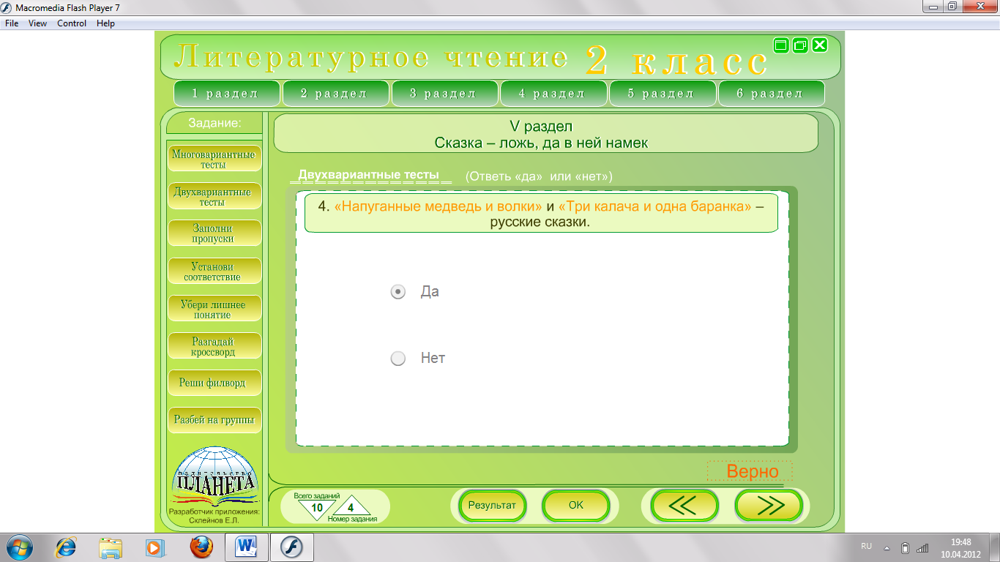 Macromedia Flash Player 7
File View Control Help
Литературное чтение 2 класс
1 раздел 2 раздел 3 раздел 4 раздел 5 раздел 6 раздел
Задание:
Многовариантные
тесты
Двухвариантные
тесты
Заполни
пропуски
Установи
соответствие
Убери лишнее
понятие
Разгадай
кроссворд
Реши филворд
Разбей на группы
издательство
ПЛАНЕТА
Разработчик приложения:
Склейнов Е.Л.
V раздел
Сказка – ложь, да в ней намек
Двухвариантные тесты (Ответь «да» или «нет»)
4. «Напуганные медведь и волки» и «Три калача и одна баранка» –
русские сказки.
Да
Нет
Верно
Всего заданий
10 4
Номер задания
Результат OK
RU 19:48
10.04.2012